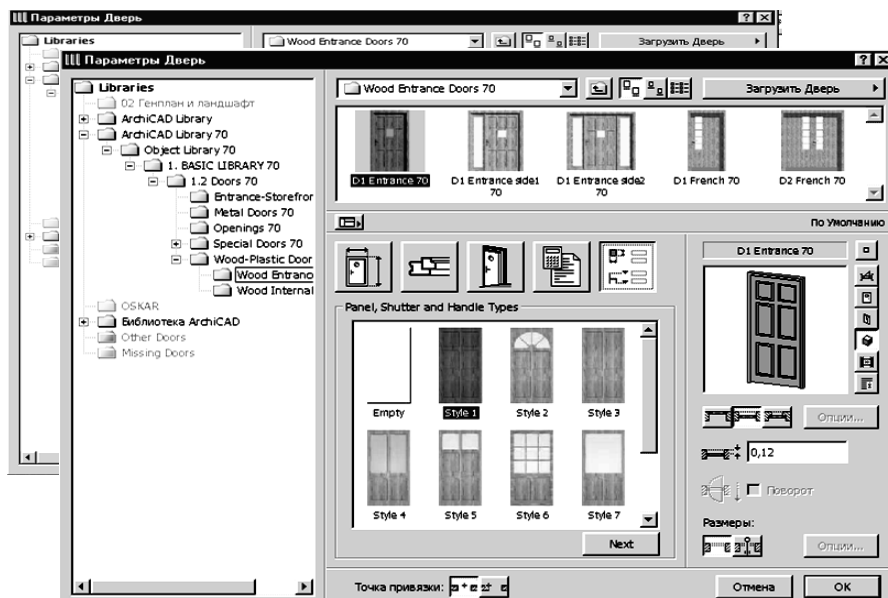 Параметры Дверь
Libraries
Wood Entrance Doors 70
Загрузить Дверь
Параметры Дверь
Libraries
02 Генплан и ландшафт
ArchiCAD Library
ArchiCAD Library 70
Object Library 70
1. BASIC LIBRARY 70
1.2 Doors 70
Entrance-Storefror
Metal Doors 70
Openings 70
Special Doors 70
Wood-Plastic Door
Wood Entranc
Wood Internal
OSKAR
Библиотека ArchiCAD
Other Doors
Missing Doors
Wood Entrance Doors 70
Загрузить Дверь
D1 Entrance 70
D1 Entrance side1 70
D1 Entrance side2 70
D1 French 70
D2 French 70
По Умолчанию
Panel, Shutter and Handle Types
Empty
Style 1
Style 2
Style 3
Style 4
Style 5
Style 6
Style 7
Next
D1 Entrance 70
Опции...
0,12
Поворот
Размеры:
Опции...
Точка привязки:
Отмена
OK